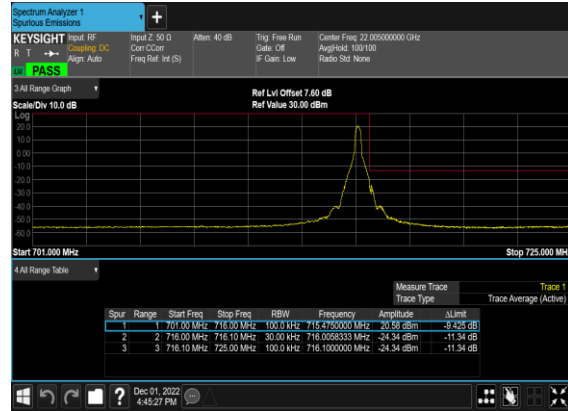 Spectrum Analyzer 1
Spurious Emissions
KEYSIGHT
R T
LXI PASS
Input: RF
Coupling: DC
Align: Auto
Input Z: 50 Ω
Corr CCorr
Freq Ref: Int (S)
Atten: 40 dB
Trig: Free Run
Gate: Off
IF Gain: Low
Center Freq: 22.005000000 GHz
Avg|Hold: 100/100
Radio Std: None
3 All Range Graph
Ref Lvl Offset 7.60 dB
Scale/Div 10.0 dB Ref Value 30.00 dBm
Log
20.0
10.0
0.00
-10.0
-20.0
-30.0
-40.0
-50.0
-60.0
Start 701.000 MHz Stop 725.000 MH
4 All Range Table
Measure Trace Trace 1
Trace Type Trace Average (Active)
Spur Range Start Freq Stop Freq RBW Frequency Amplitude ΔLimit
1 1 701.00 MHz 716.00 MHz 100.0 kHz 715.4750000 MHz 20.58 dBm -9.425 dB
2 2 716.00 MHz 716.10 MHz 30.00 kHz 716.0058333 MHz -24.34 dBm -11.34 dB
3 3 716.10 MHz 725.00 MHz 100.0 kHz 716.1000000 MHz -24.34 dBm -11.34 dB
?
Dec 01, 2022
4:45:27 PM